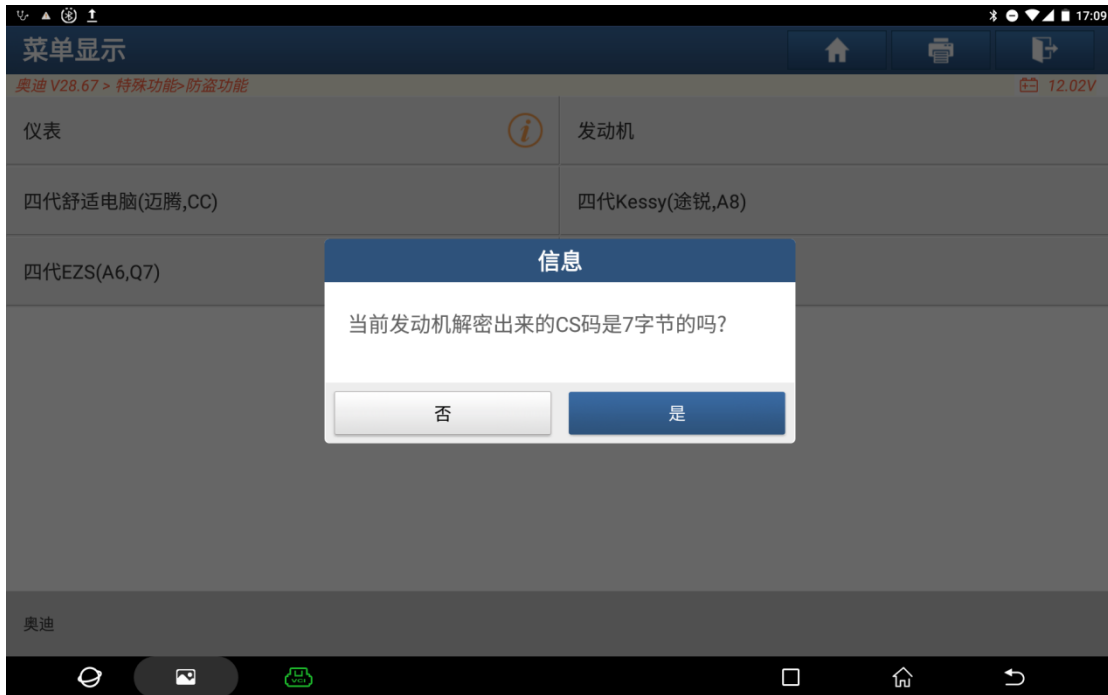 17:09
菜单显示
奥迪 V28.67 > 特殊功能>防盗功能
12.02V
仪表
发动机
四代舒适电脑(迈腾,CC)
四代Kessy(途锐,A8)
四代EZS(A6,Q7)
信息
当前发动机解密出来的CS码是7字节的吗?
否
是
奥迪
VCI